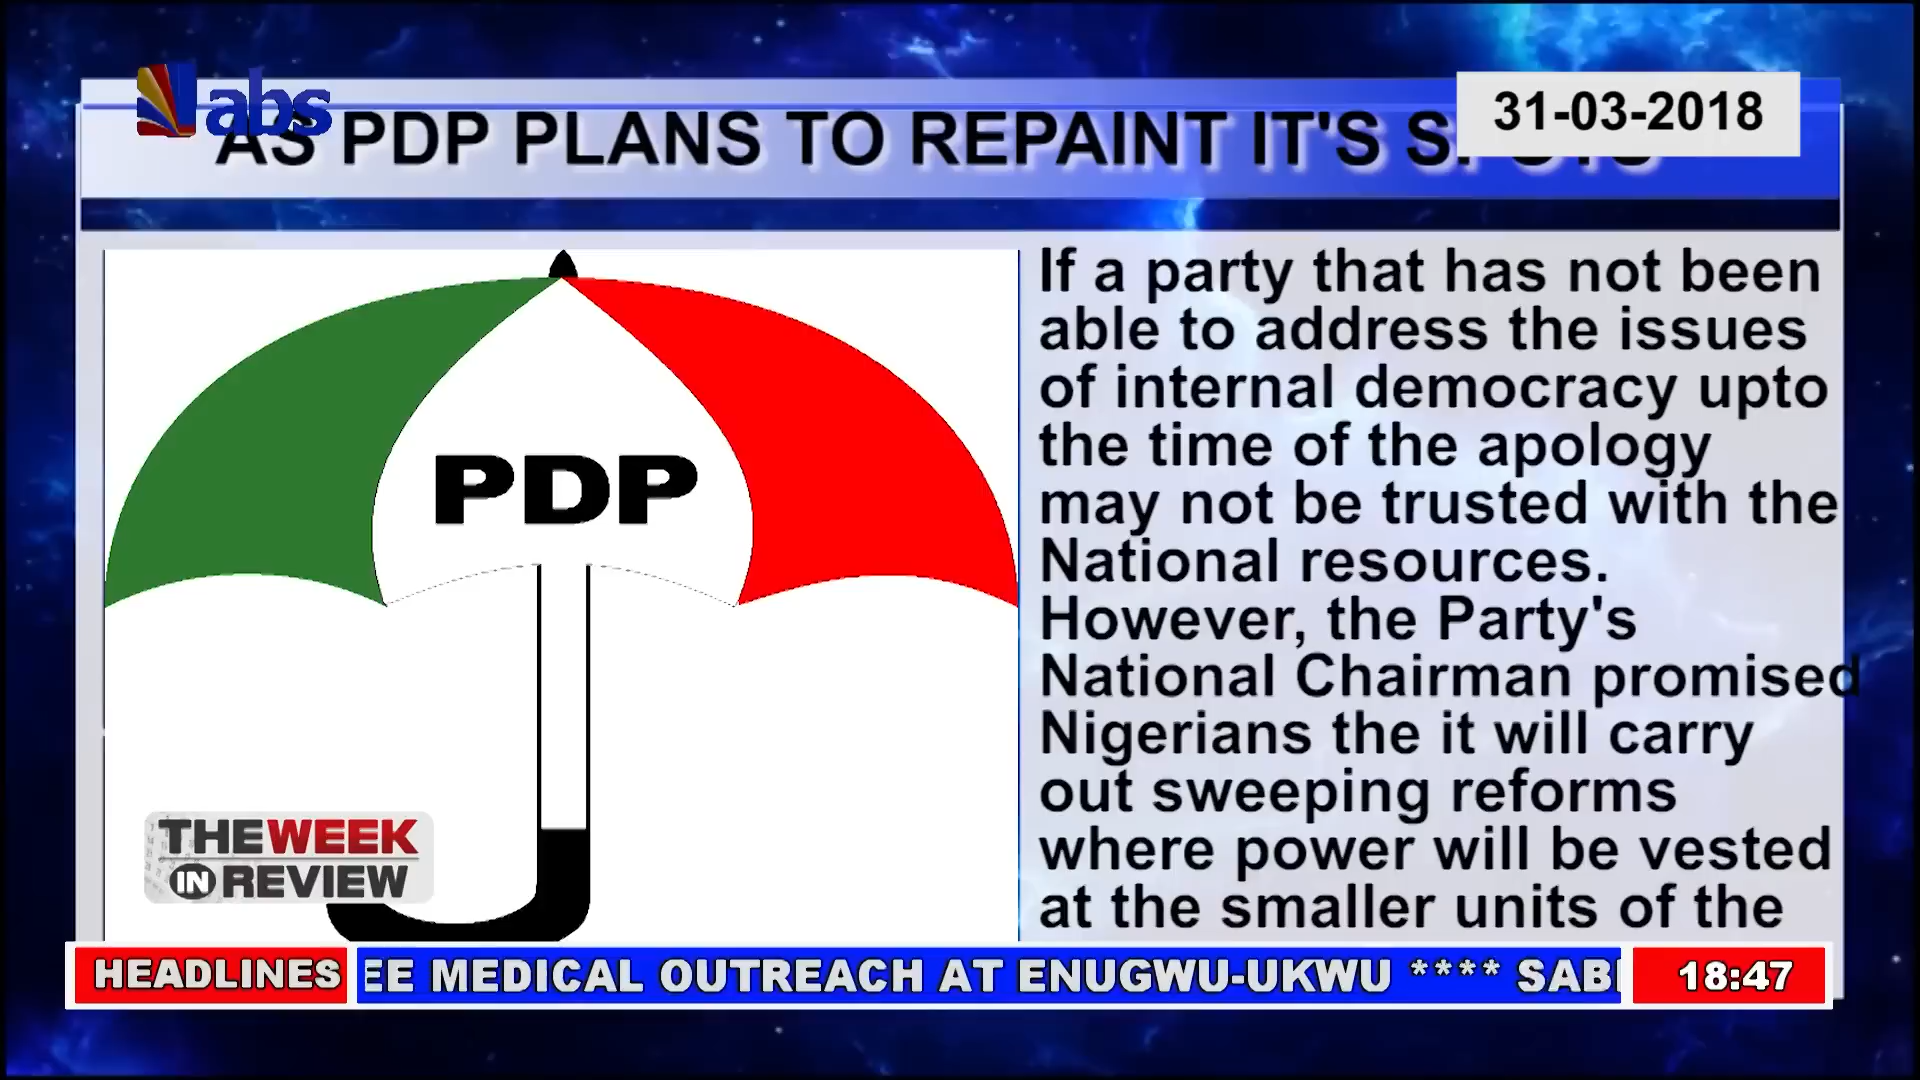 abs
31-03-2018
AS PDP PLANS TO REPAINT IT'S
PDP
If a party that has not been
able to address the issues
of internal democracy upto
the time of the apology
may not be trusted with the
National resources.
However, the Party's
National Chairman promised
Nigerians the it will carry
out sweeping reforms
where power will be vested
at the smaller units of the
THE WEEK
IN REVIEW
HEADLINES
EE MEDICAL OUTREACH AT ENUGWU-UKWU **** SAB
18:47